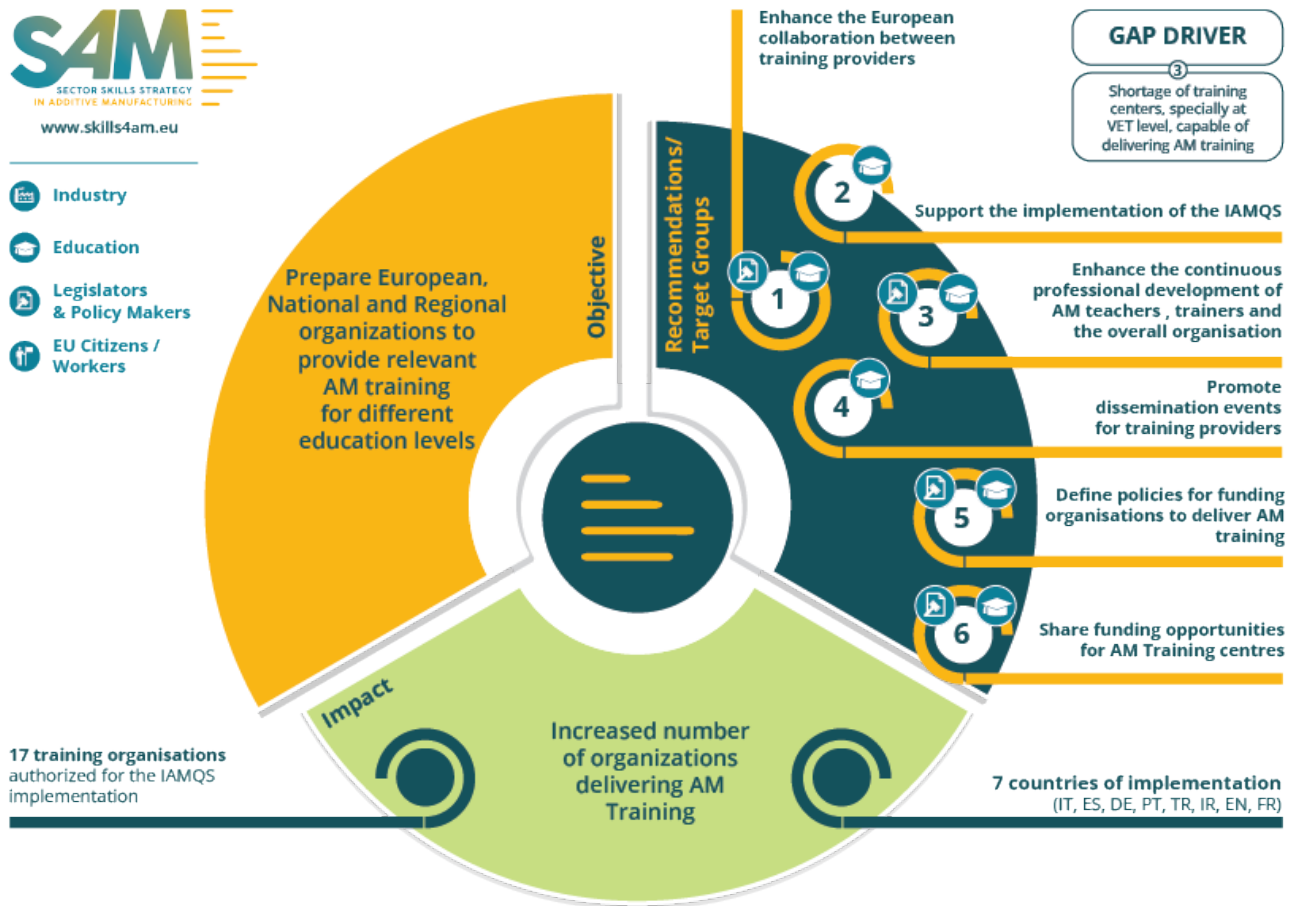 SAM
SECTOR SKILLS STRATEGY
IN ADDITIVE MANUFACTURING
www.skills4am.eu
Industry
Education
Legislators
& Policy Makers
EU Citizens /
Workers
Enhance the European
collaboration between
training providers
GAP DRIVER
3
Shortage of training
centers, specially at
VET level, capable of
delivering AM training
Objective
Prepare European,
National and Regional
organizations to
provide relevant
AM training
for different
education levels
Recommendations/
Target Groups
1
2
Support the implementation of the IAMQS
3
Enhance the continuous
professional development of
AM teachers , trainers and
the overall organisation
4
Promote
dissemination events
for training providers
5
Define policies for funding
organisations to deliver AM
training
6
Share funding opportunities
for AM Training centres
Impact
Increased number
of organizations
delivering AM
Training
17 training organisations
authorized for the IAMQS
implementation
7 countries of implementation
(IT, ES, DE, PT, TR, IR, EN, FR)